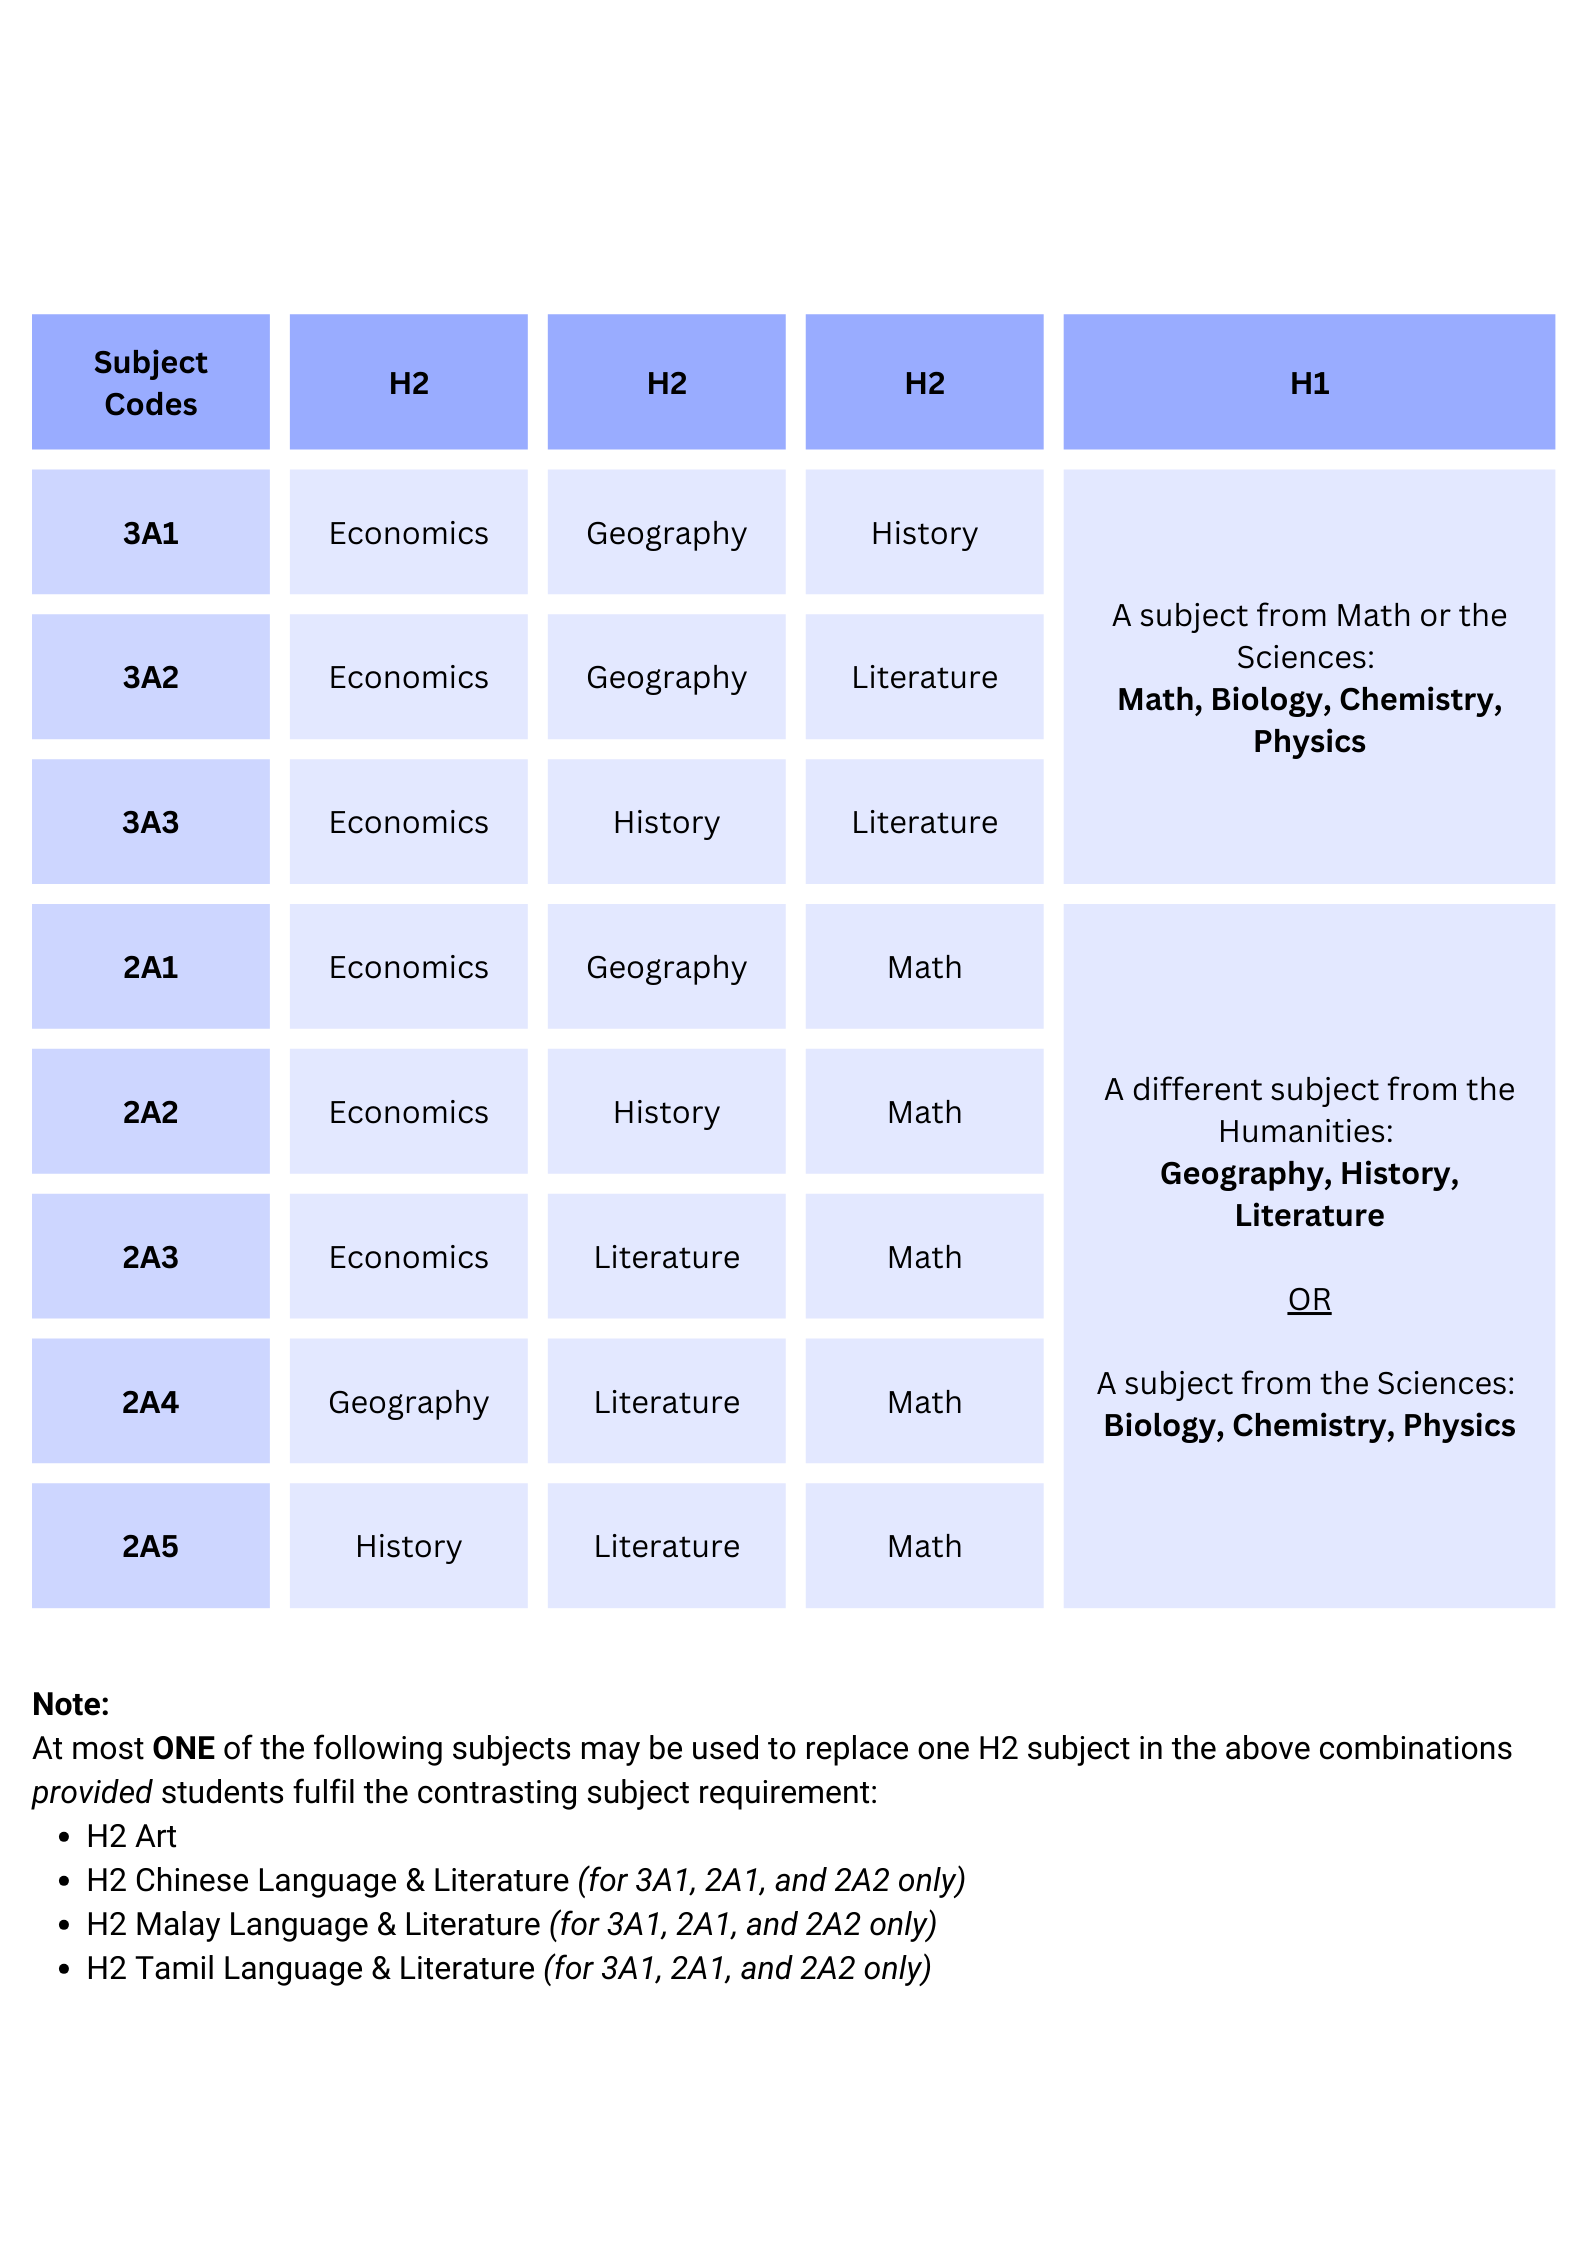 Subject
Codes
H2
H2
H2
H1
3A1
Economics
Geography
History
A subject from Math or the
Sciences:
Math, Biology, Chemistry,
Physics
3A2
Economics
Geography
Literature
3A3
Economics
History
Literature
2A1
Economics
Geography
Math
A different subject from the
Humanities:
Geography, History,
Literature
OR
A subject from the Sciences:
Biology, Chemistry, Physics
2A2
Economics
History
Math
2A3
Economics
Literature
Math
2A4
Geography
Literature
Math
2A5
History
Literature
Math
Note:
At most ONE of the following subjects may be used to replace one H2 subject in the above combinations
provided students fulfil the contrasting subject requirement:
• H2 Art
• H2 Chinese Language & Literature (for 3A1, 2A1, and 2A2 only)
• H2 Malay Language & Literature (for 3A1, 2A1, and 2A2 only)
• H2 Tamil Language & Literature (for 3A1, 2A1, and 2A2 only)